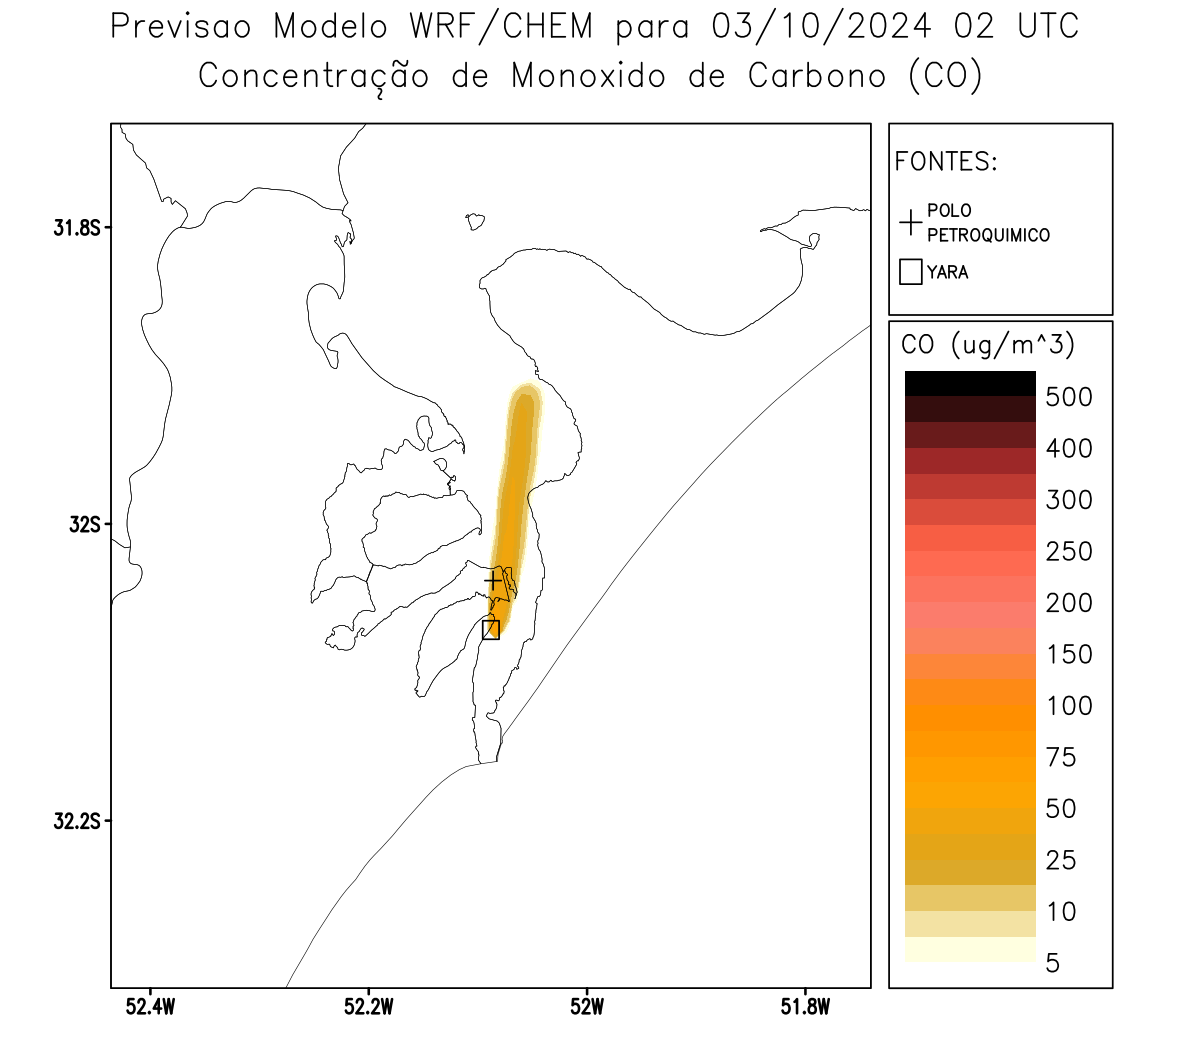 Previsao Modelo WRF/CHEM para 03/10/2024 02 UTC
Concentração de Monoxido de Carbono (CO)
FONTES:
POLO
PETROQUIMICO
YARA
CO (ug/m^3)
500
400
300
250
200
150
100
75
50
25
10
5
31.8S
32S
32.2S
52.4W
52.2W
52W
51.8W